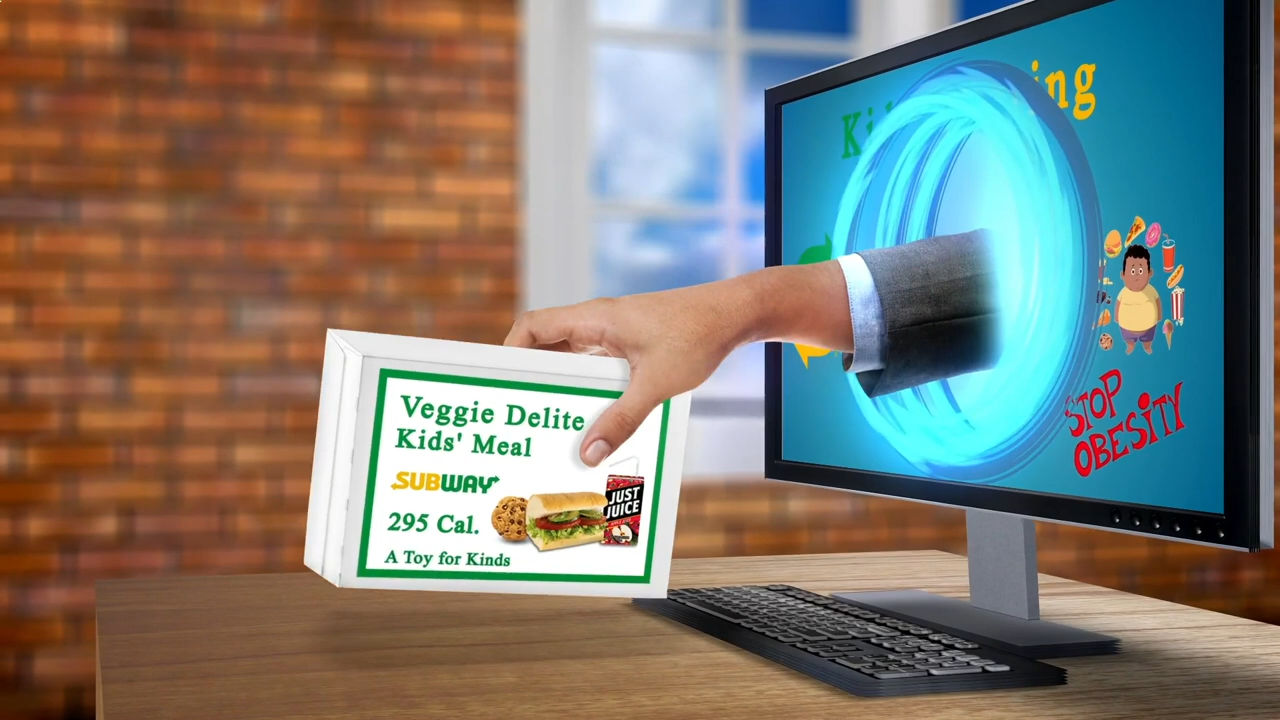 Veggie Delite
Kids' Meal
SUBWAY
295 Cal.
A Toy for Kinds
JUST
JUICE
STOP
OBESITY